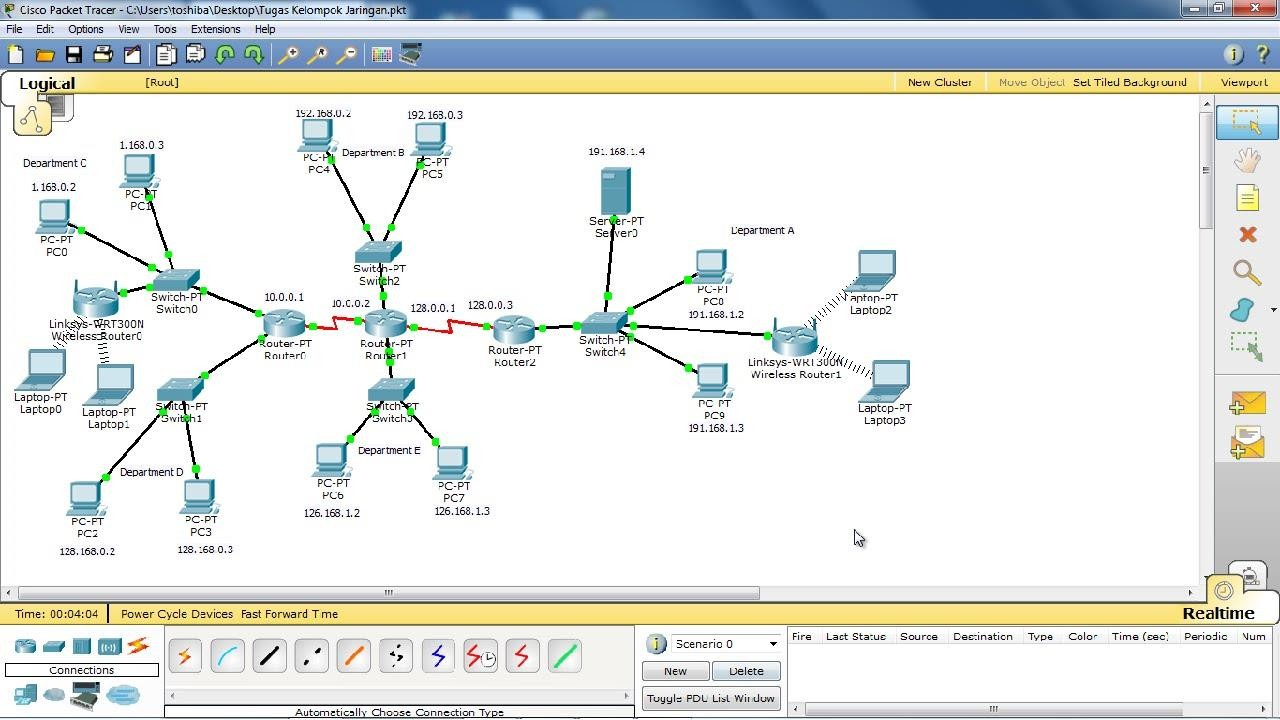 Cisco Packet Tracer - C:\Users\toshiba\Desktop\Tugas Kelompok Jaringan.pkt
File Edit Options View Tools Extensions Help
Logical [Root] New Cluster Move Object Set Tiled Background Viewport
192.168.0.2
192.168.0.3
PC-PT
PC4
Department B
PC-PT
PC5
1.168.0.3
Department C
PC-PT
PC1
1.168.0.2
PC-PT
PC0
191.168.1.4
Server-PT
Server0
Department A
Switch-PT
Switch2
Switch-PT
Switch0
Linksys-WRT300N
Wireless Router0
10.0.0.1
10.0.0.2
128.0.0.1
128.0.0.3
Router-PT
Router0
Router-PT
Router1
Router-PT
Router2
Switch-PT
Switch4
PC-PT
PC8
191.168.1.2
Laptop-PT
Laptop2
Linksys-WRT300N
Wireless Router1
PC-PT
PC9
191.168.1.3
Laptop-PT
Laptop3
Laptop-PT
Laptop0
Laptop-PT
Laptop1
Switch-PT
Switch1
Switch-PT
Switch3
Department D
Department E
PC-PT
PC2
128.168.0.2
PC-PT
PC3
128.168.0.3
PC-PT
PC6
126.168.1.2
PC-PT
PC7
126.168.1.3
Time: 00:04:04 Power Cycle Devices Fast Forward Time Realtime
Connections
Automatically Choose Connection Type
Scenario 0
New Delete
Toggle PDU List Window
Fire Last Status Source Destination Type Color Time (sec) Periodic Num